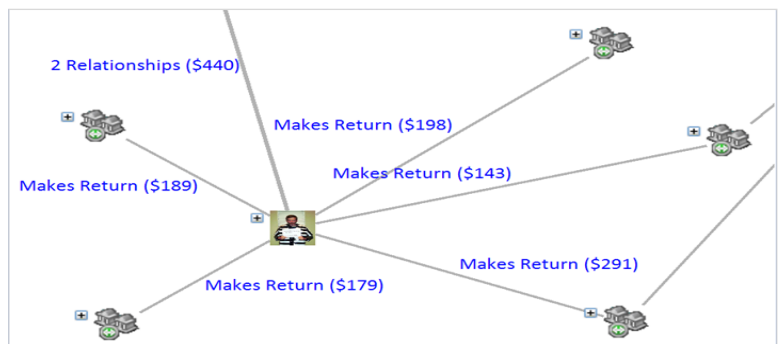 2 Relationships ($440)
Makes Return ($198)
Makes Return ($143)
Makes Return ($189)
Makes Return ($291)
Makes Return ($179)